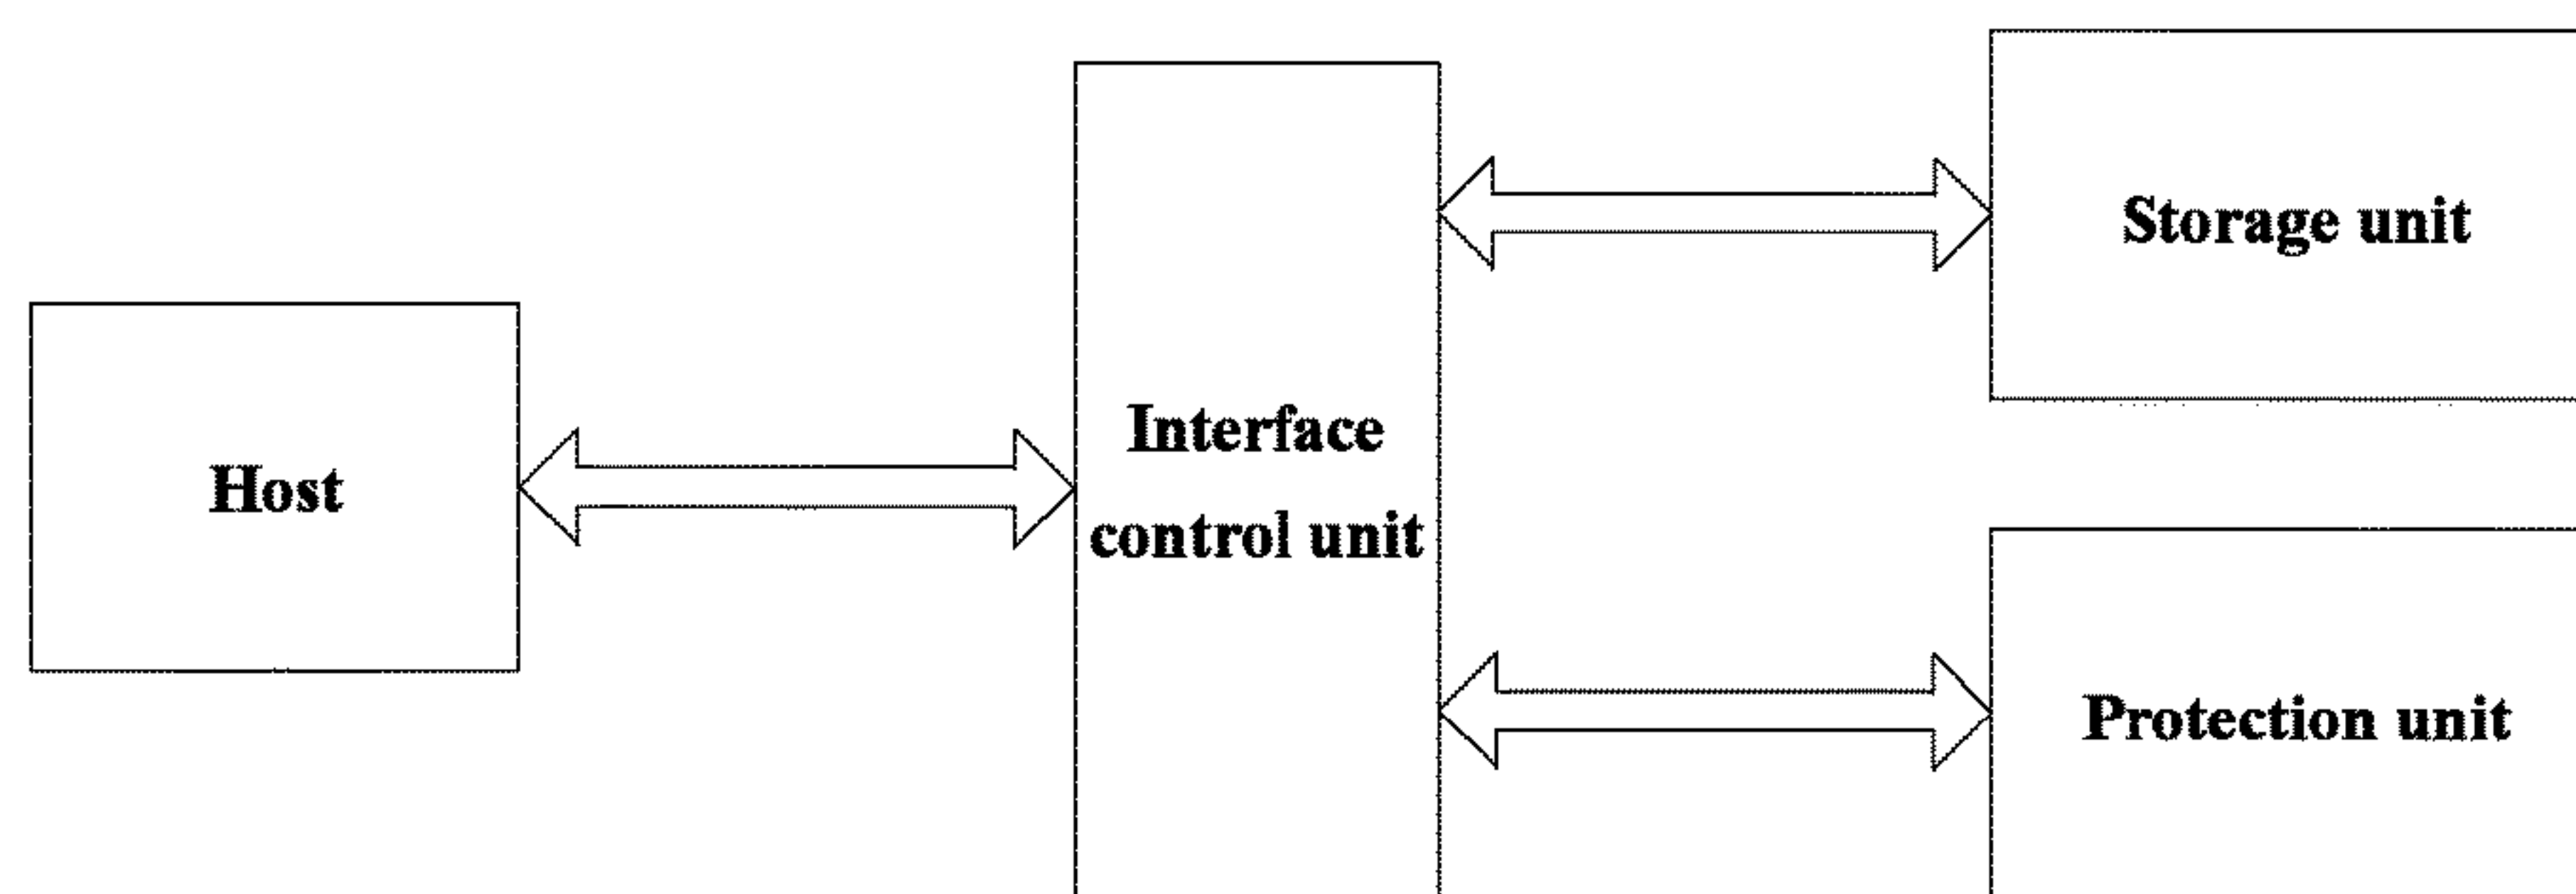 Host
Interface
control unit
Storage unit
Protection unit